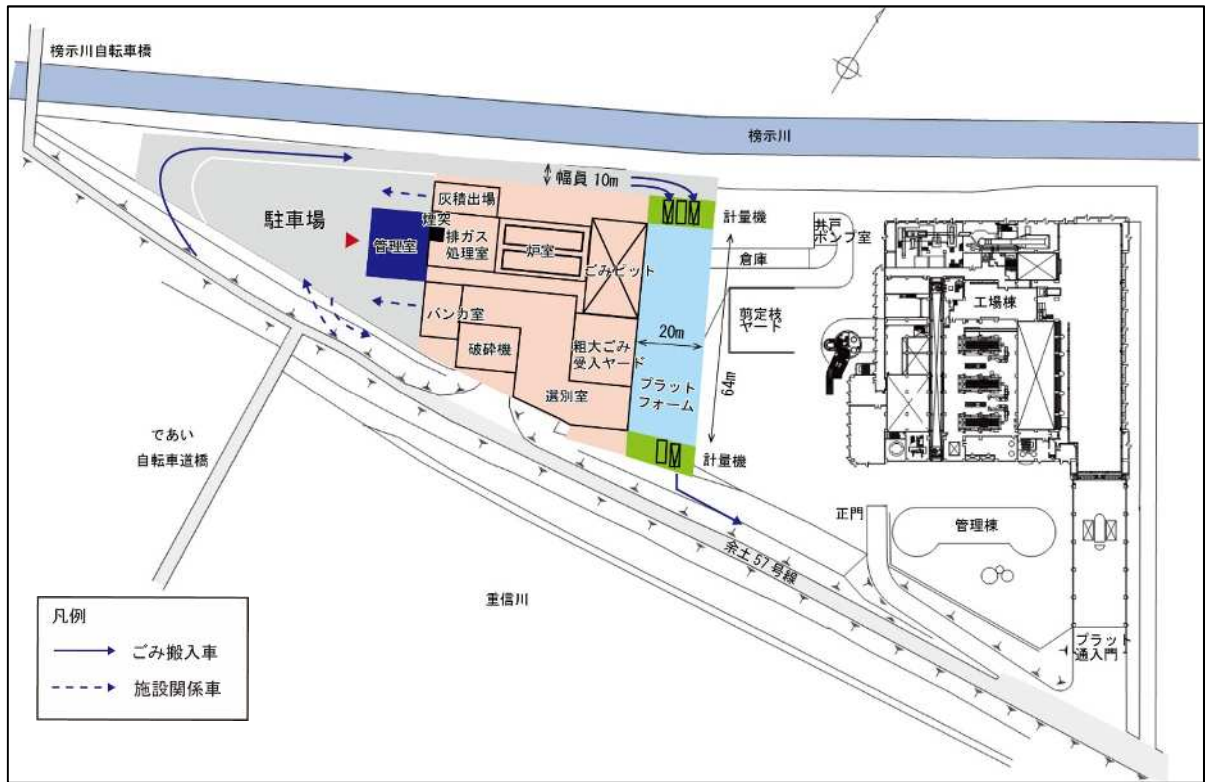 榜示川自転車橋
榜示川
幅員 10m
灰積出場
計量機
駐車場
煙突
管理室
排ガス
処理室
炉室
ごみピット
井戸
ポンプ室
倉庫
工場棟
剪定枝
ヤード
バンカ室
破砕機
粗大ごみ
受入ヤード
20m
64m
プラット
フォーム
選別室
であい
自転車道橋
計量機
正門
管理棟
余土57号線
重信川
プラット
通入門
凡例
ごみ搬入車
施設関係車